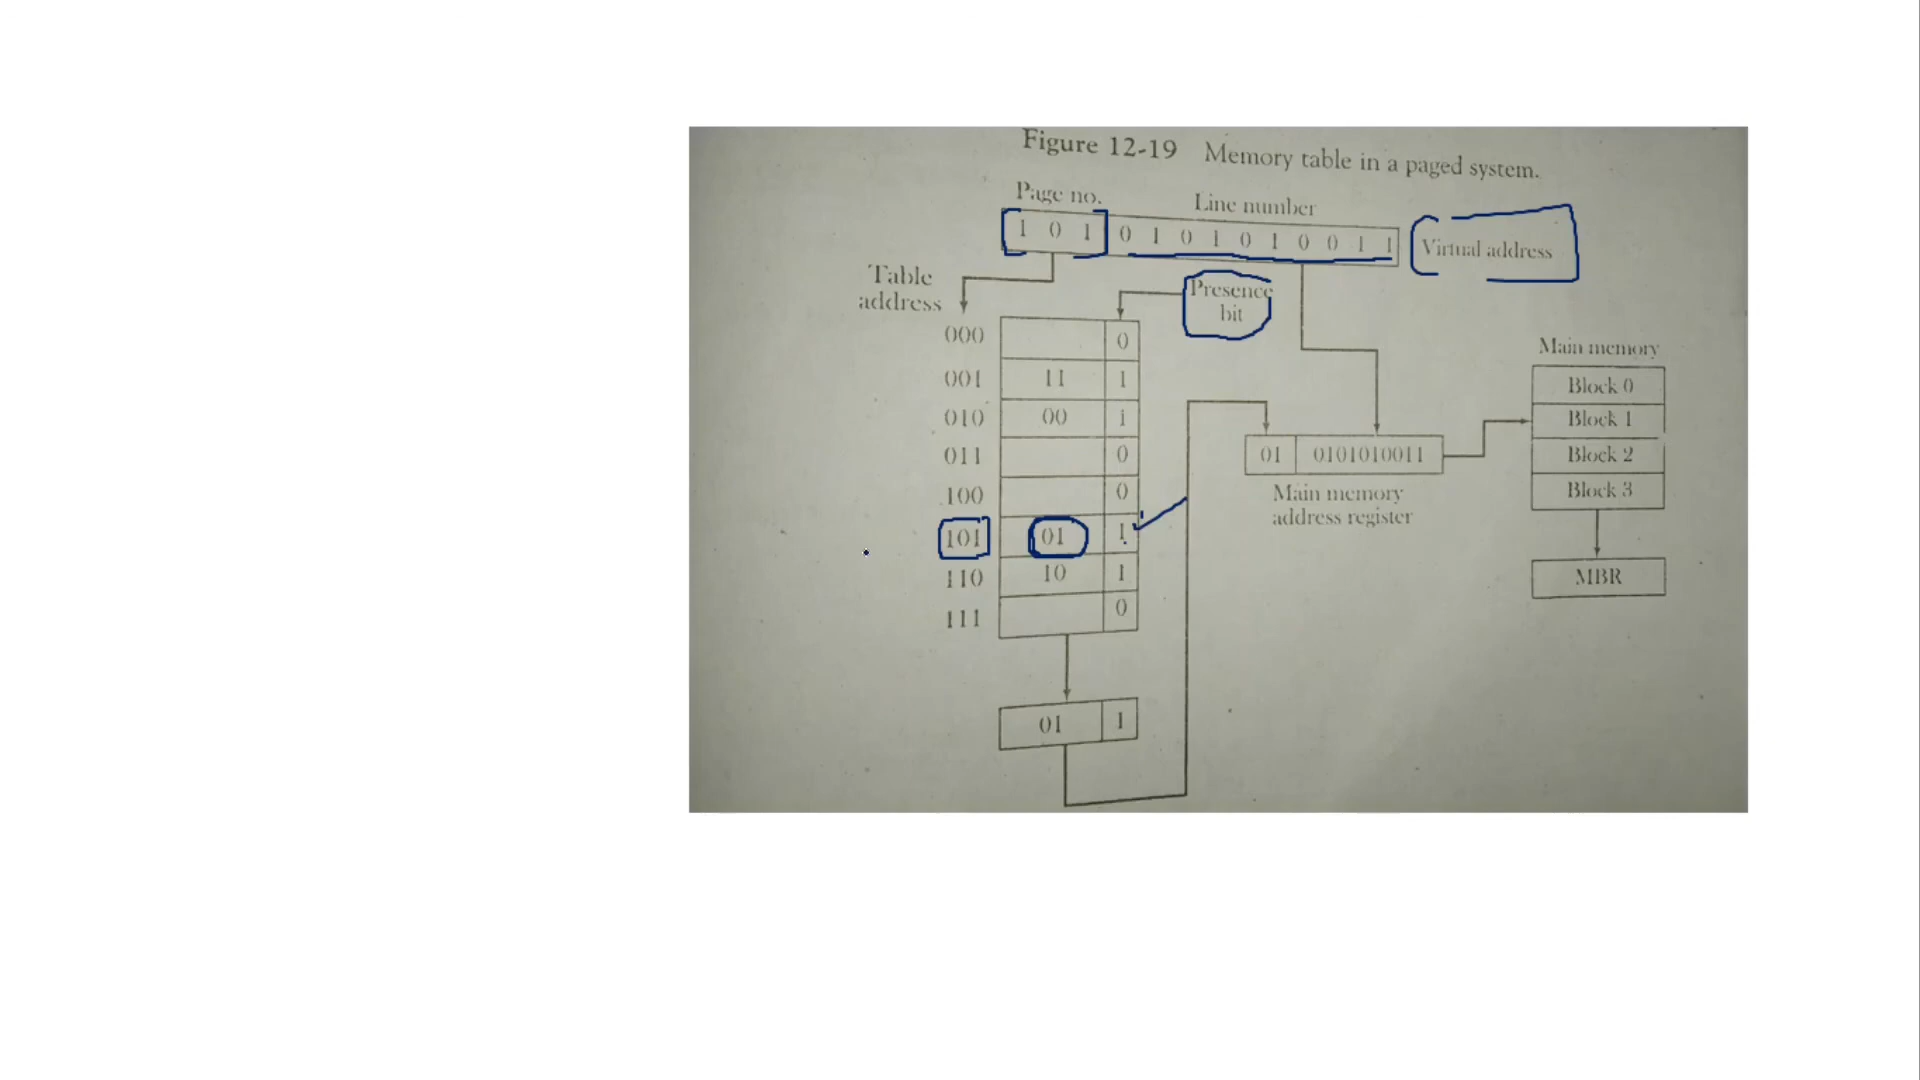 Figure 12-19 Memory table in a paged system.
Page no.
Line number
1 0 1 0 1 0 1 0 1 0 0 1 1
Virtual address
Table
address
Presence
bit
000 0
001 11 1
010 00 1
011 0
100 0
101 01 1
110 10 1
111 0
01 1
01 0101010011
Main memory
address register
Main memory
Block 0
Block 1
Block 2
Block 3
MBR